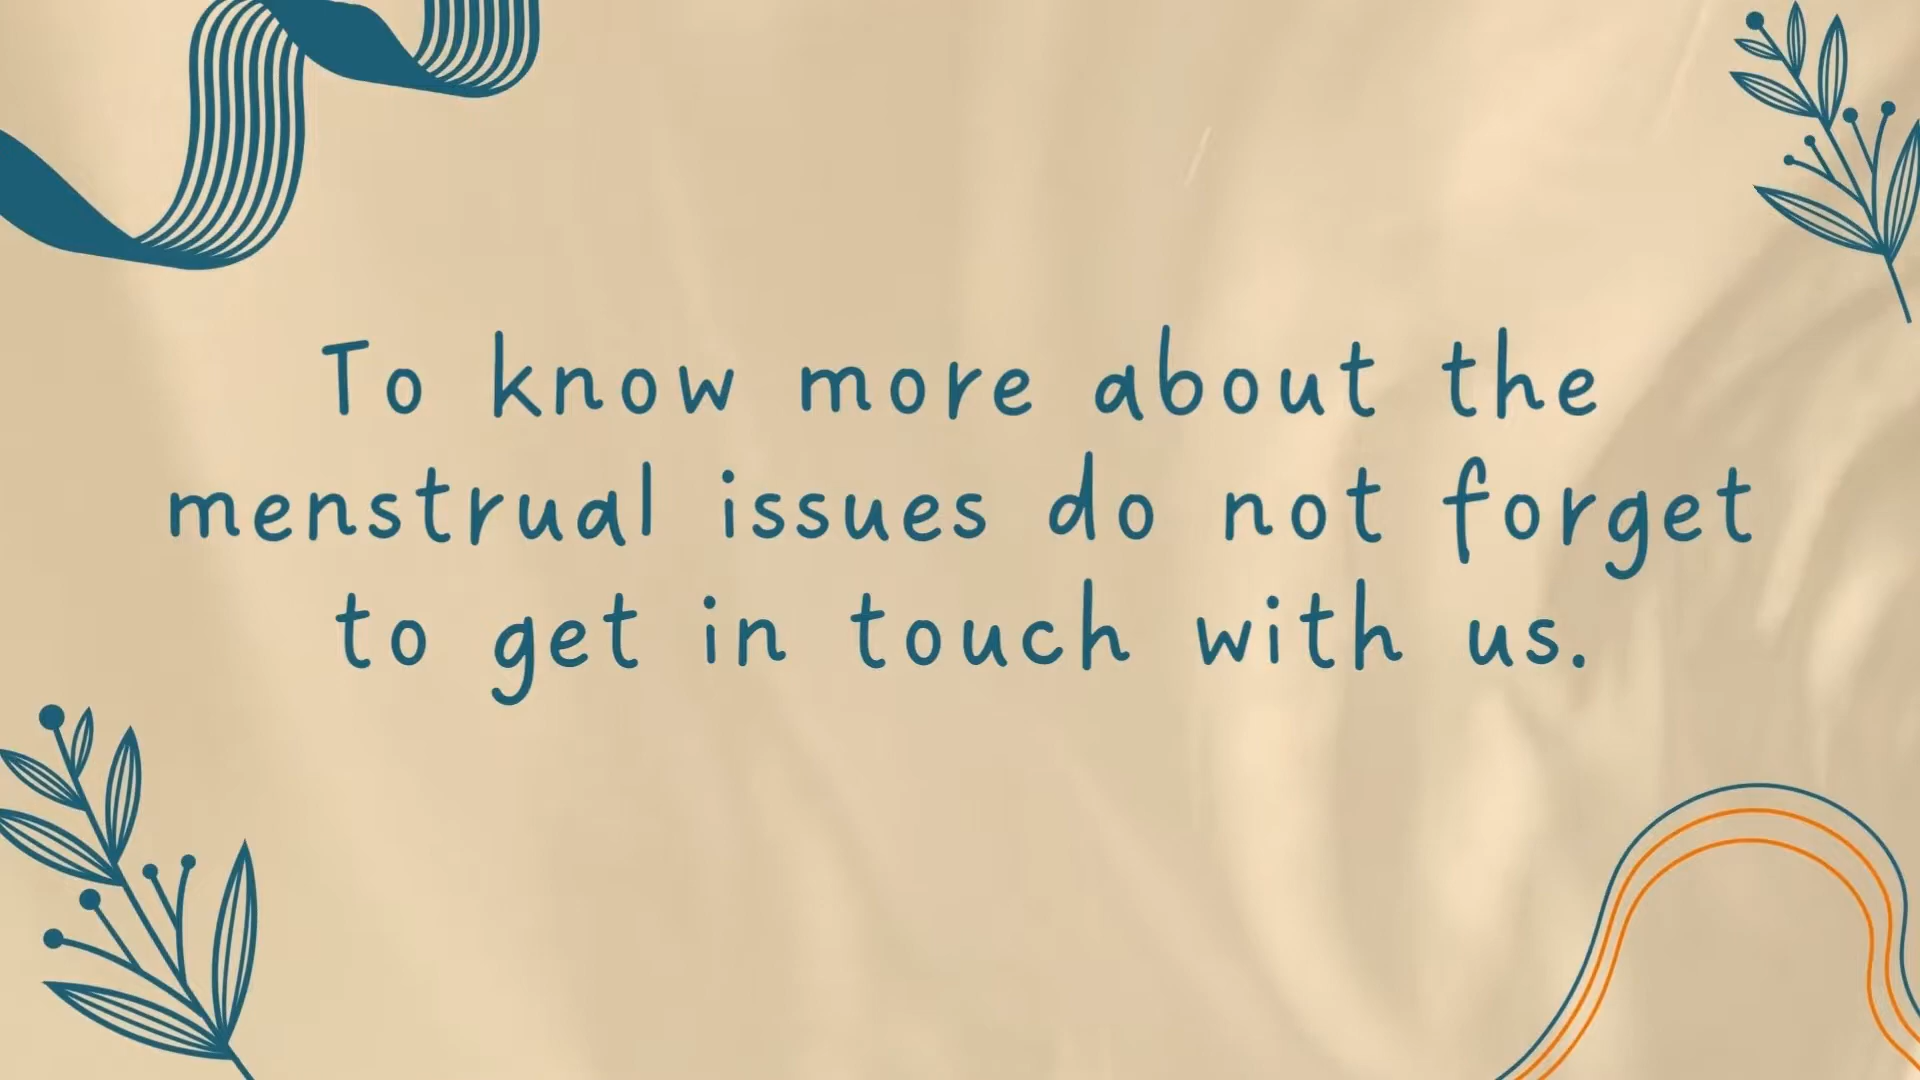 To know more about the
menstrual issues do not forget
to get in touch with us.